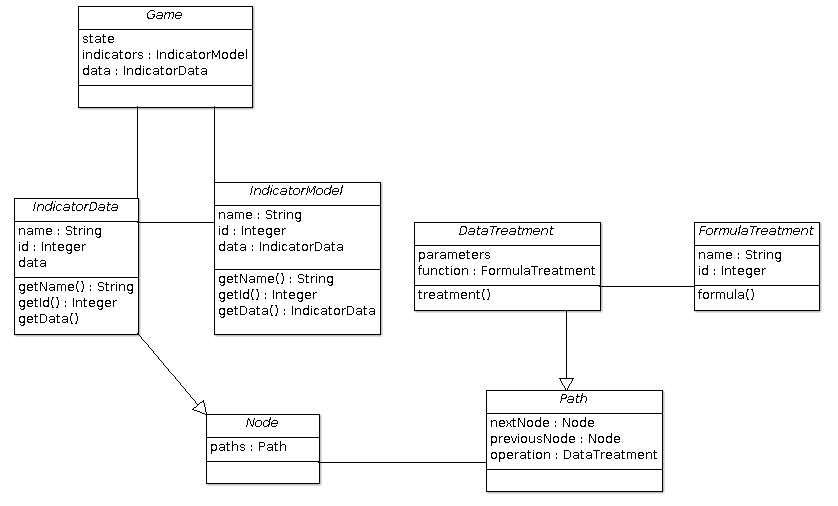 Game
state
indicators : IndicatorModel
data : IndicatorData
IndicatorData
name : String
id : Integer
data
getName() : String
getId() : Integer
getData()
IndicatorModel
name : String
id : Integer
data : IndicatorData
getName() : String
getId() : Integer
getData() : IndicatorData
DataTreatment
parameters
function : FormulaTreatment
treatment()
FormulaTreatment
name : String
id : Integer
formula()
Node
paths : Path
Path
nextNode : Node
previousNode : Node
operation : DataTreatment